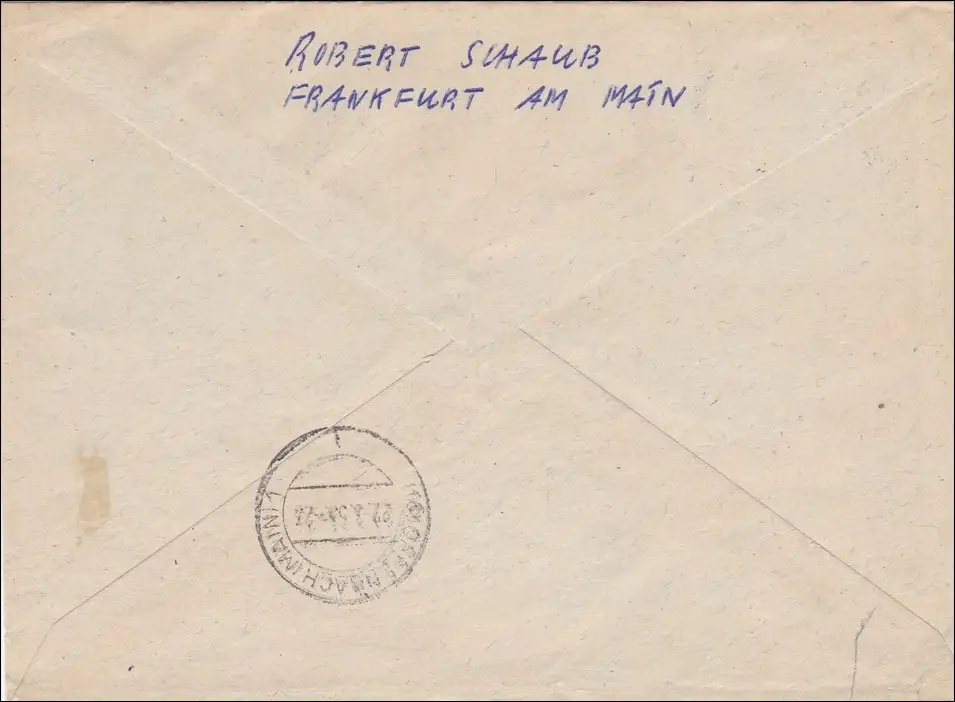 ROBERT SCHAUB
FRANKFURT AM MAIN
OFFENBACH (MAIN)